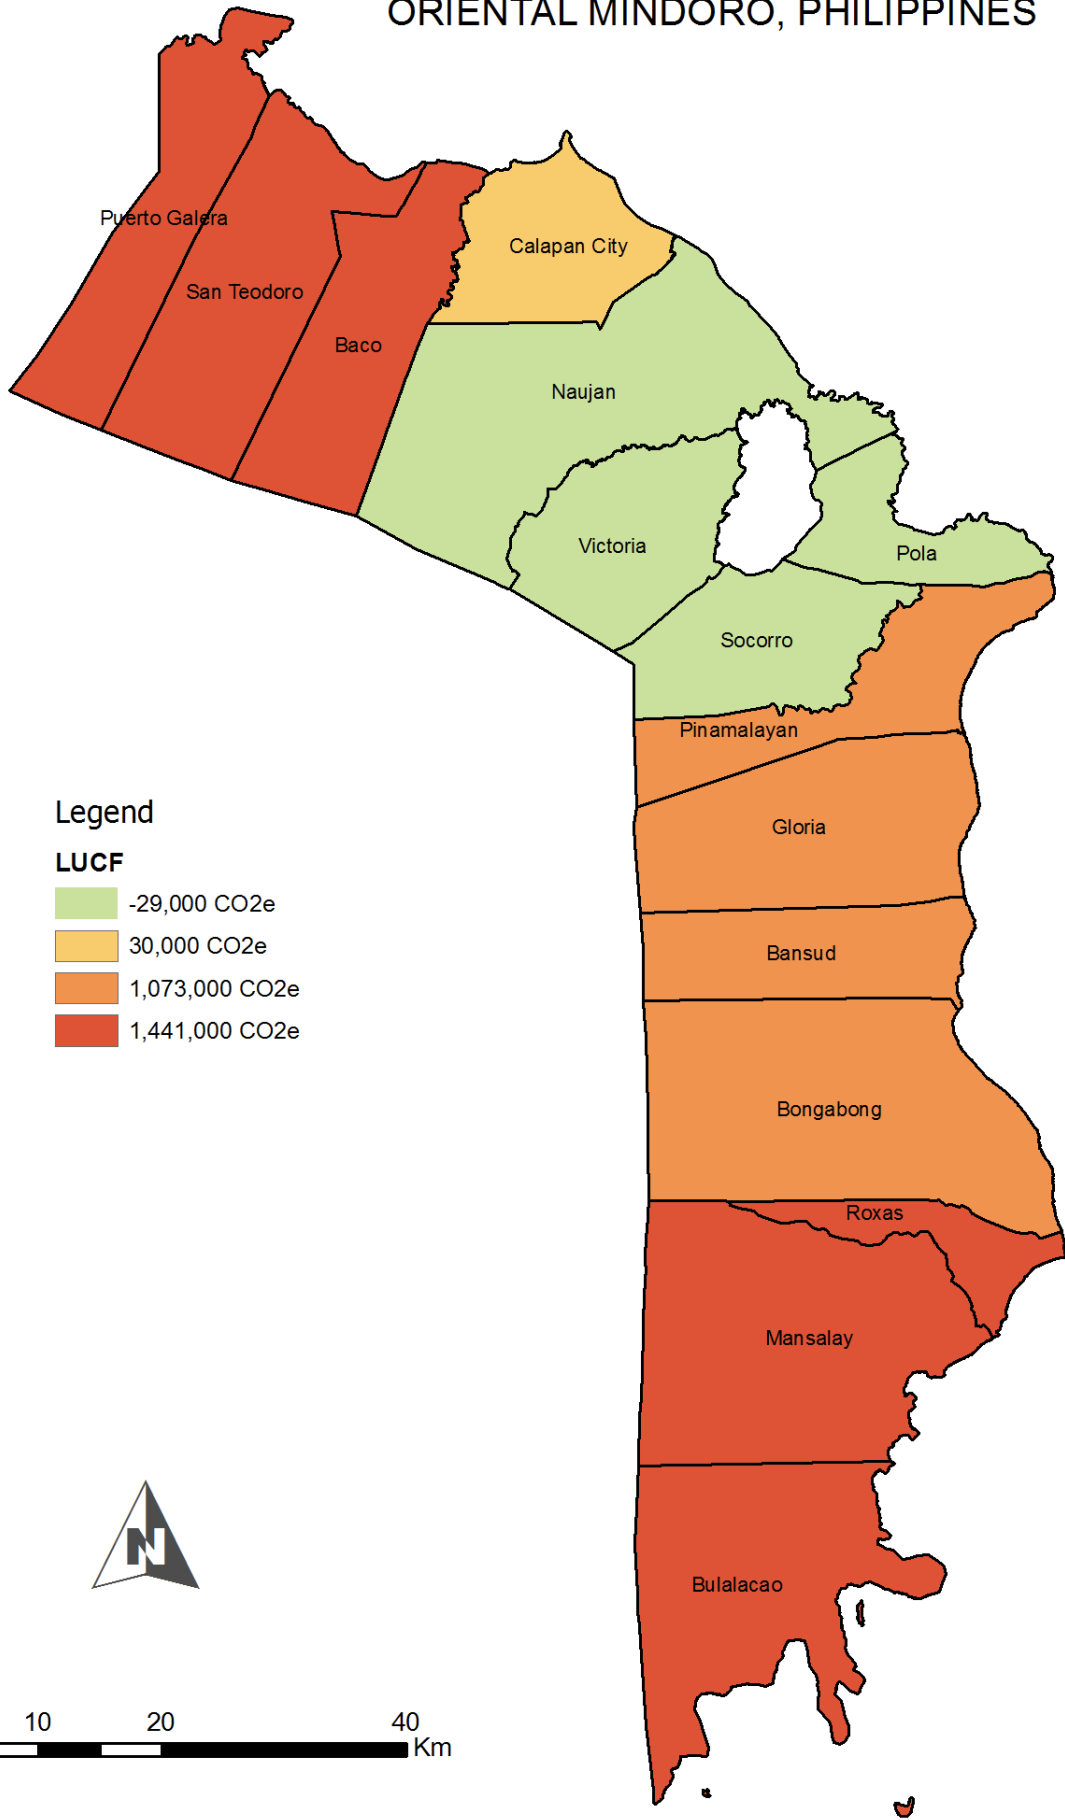 ORIENTAL MINDORO, PHILIPPINES
Puerto Galera
Calapan City
San Teodoro
Baco
Naujan
Victoria
Pola
Socorro
Pinamalayan
Gloria
Bansud
Bongabong
Roxas
Mansalay
Bulalacao
Legend
LUCF
-29,000 CO2e
30,000 CO2e
1,073,000 CO2e
1,441,000 CO2e
N
10 20 40
Km